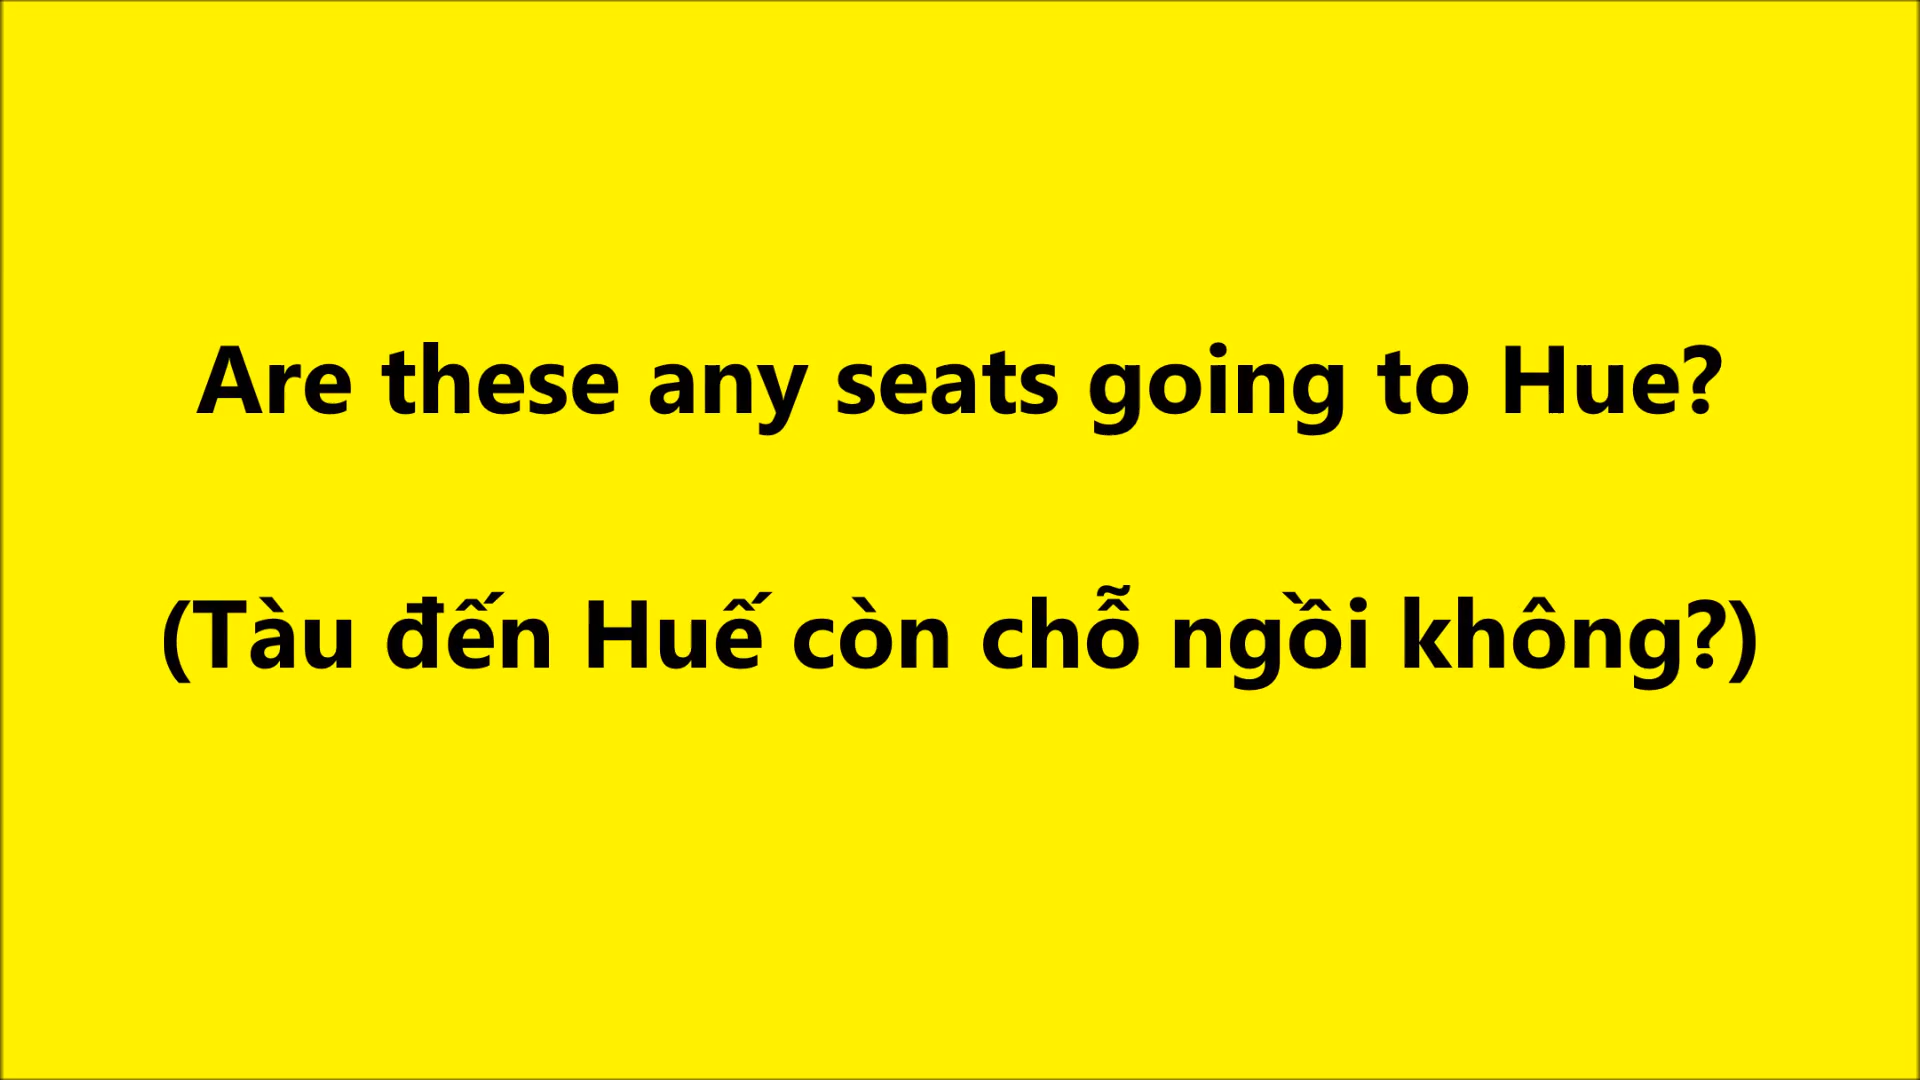 Are these any seats going to Hue?
(Tàu đến Huế còn chỗ ngồi không?)